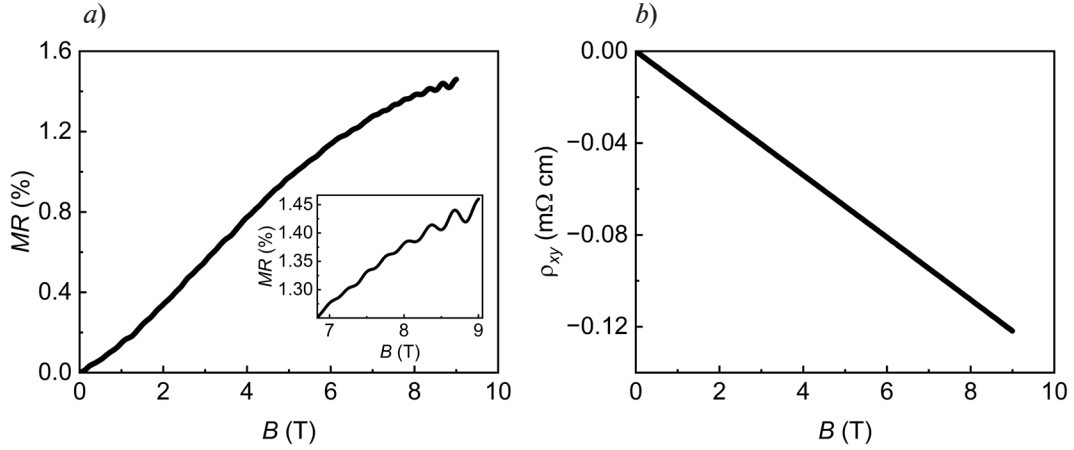 a)
1.6
1.2
0.8
0.4
0.0
MR (%)
0 2 4 6 8 10
B (T)
1.45
1.40
1.35
1.30
MR (%)
7 8 9
B (T)
b)
0.00
−0.04
−0.08
−0.12
ρxy (mΩ cm)
0 2 4 6 8 10
B (T)